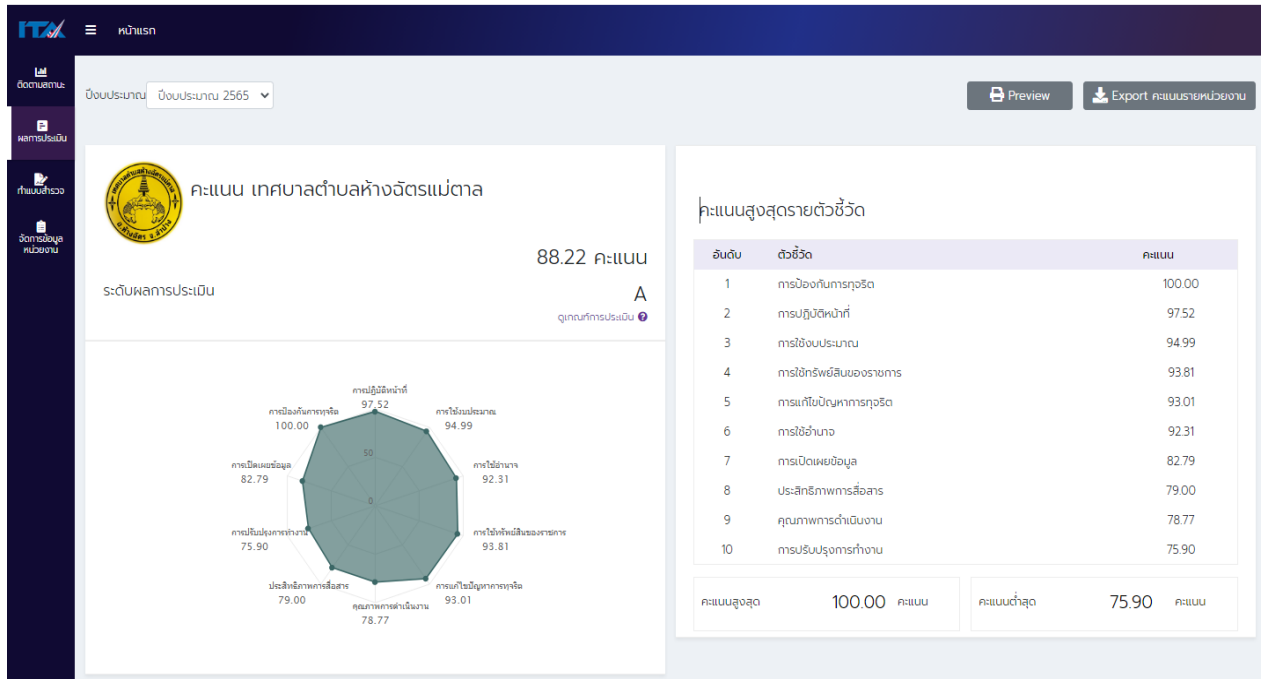 ITA
หน้าแรก
ติดตามสถานะ
ผลการประเมิน
ทำแบบสำรวจ
จัดการข้อมูล
หน่วยงาน
ปีงบประมาณ ปีงบประมาณ 2565
Preview
Export คะแนนรายหน่วยงาน
คะแนน เทศบาลตำบลห้างฉัตรแม่ตาล
88.22 คะแนน
ระดับผลการประเมิน
A
ดูเกณฑ์การประเมิน
การปฏิบัติหน้าที่
97.52
การป้องกันการทุจริต
100.00
การใช้งบประมาณ
94.99
50
การเปิดเผยข้อมูล
82.79
การใช้อำนาจ
92.31
0
การปรับปรุงการทำงาน
75.90
การใช้ทรัพย์สินของราชการ
93.81
ประสิทธิภาพการสื่อสาร
79.00
การแก้ไขปัญหาการทุจริต
93.01
คุณภาพการดำเนินงาน
78.77
คะแนนสูงสุดรายตัวชี้วัด
อันดับ ตัวชี้วัด คะแนน
1 การป้องกันการทุจริต 100.00
2 การปฏิบัติหน้าที่ 97.52
3 การใช้งบประมาณ 94.99
4 การใช้ทรัพย์สินของราชการ 93.81
5 การแก้ไขปัญหาการทุจริต 93.01
6 การใช้อำนาจ 92.31
7 การเปิดเผยข้อมูล 82.79
8 ประสิทธิภาพการสื่อสาร 79.00
9 คุณภาพการดำเนินงาน 78.77
10 การปรับปรุงการทำงาน 75.90
คะแนนสูงสุด 100.00 คะแนน
คะแนนต่ำสุด 75.90 คะแนน